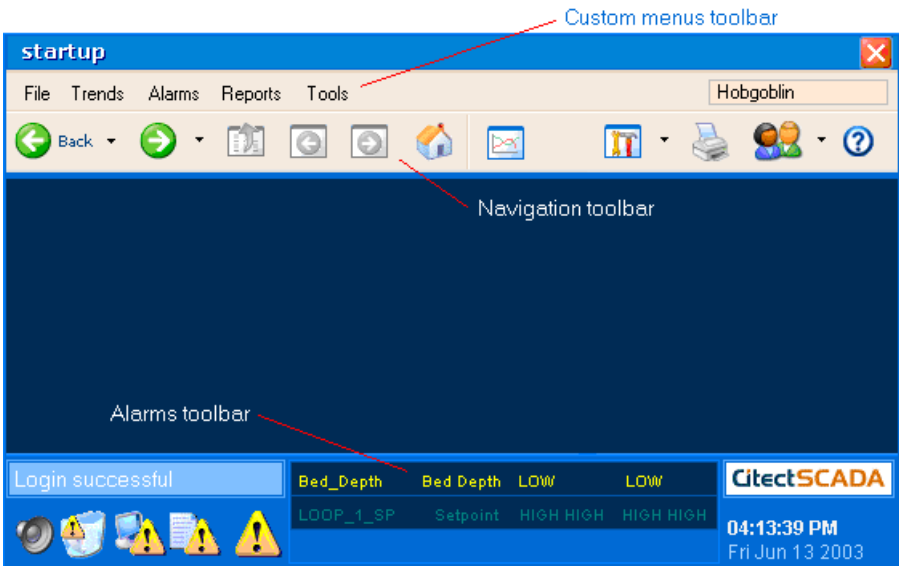 Custom menus toolbar
startup
File Trends Alarms Reports Tools Hobgoblin
Back
Navigation toolbar
Alarms toolbar
Login successful
Bed_Depth Bed Depth LOW LOW
LOOP_1_SP Setpoint HIGH HIGH HIGH HIGH
CitectSCADA
04:13:39 PM
Fri Jun 13 2003